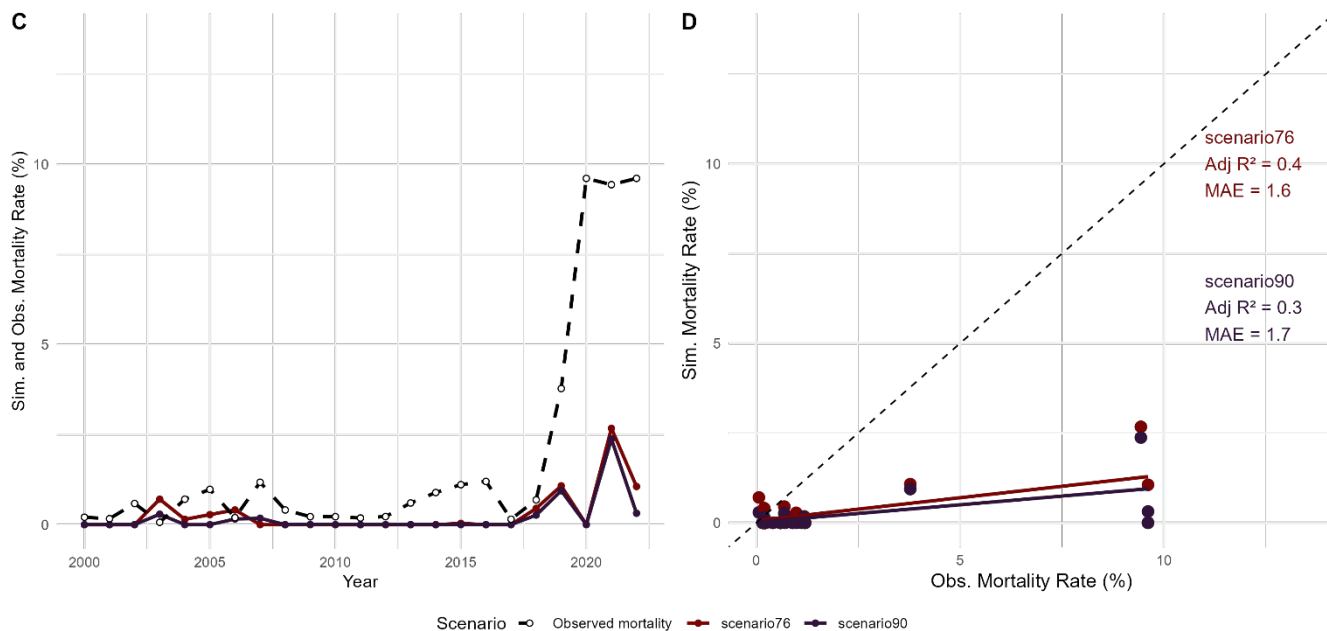 C
Sim. and Obs. Mortality Rate (%)
10
5
0
2000
2005
2010
2015
2020
Year
D
Sim. Mortality Rate (%)
10
5
0
scenario76
Adj R² = 0.4
MAE = 1.6
scenario90
Adj R² = 0.3
MAE = 1.7
0
5
10
Obs. Mortality Rate (%)
Scenario Observed mortality scenario76 scenario90